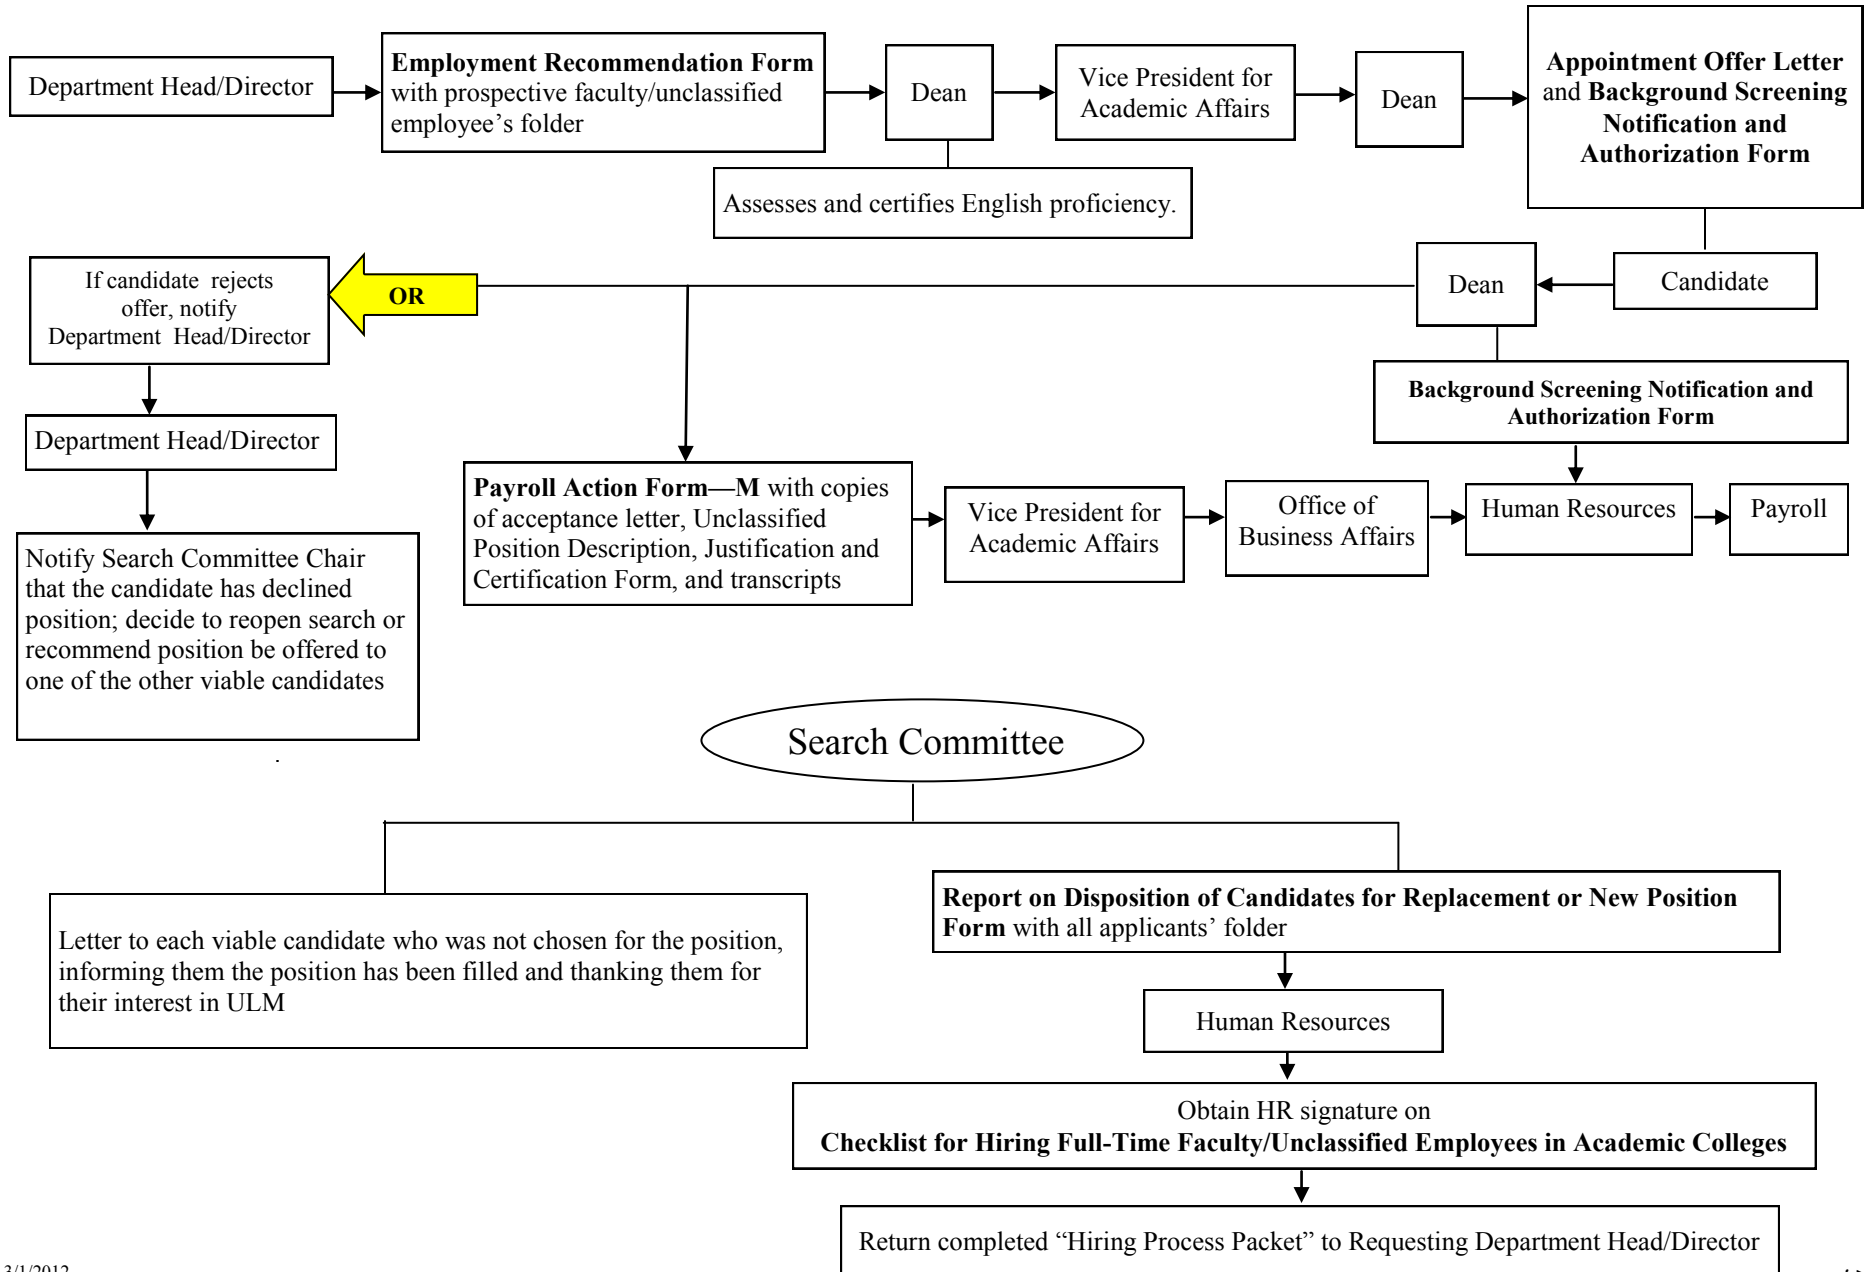 Department Head/Director
Employment Recommendation Form
with prospective faculty/unclassified
employee’s folder
Dean
Vice President for
Academic Affairs
Dean
Appointment Offer Letter
and Background Screening
Notification and
Authorization Form
Assesses and certifies English proficiency.
Candidate
Dean
Background Screening Notification and
Authorization Form
OR
If candidate rejects
offer, notify
Department Head/Director
Department Head/Director
Notify Search Committee Chair
that the candidate has declined
position; decide to reopen search or
recommend position be offered to
one of the other viable candidates
Payroll Action Form—M with copies
of acceptance letter, Unclassified
Position Description, Justification and
Certification Form, and transcripts
Vice President for
Academic Affairs
Office of
Business Affairs
Human Resources
Payroll
.
Search Committee
Letter to each viable candidate who was not chosen for the position,
informing them the position has been filled and thanking them for
their interest in ULM
Report on Disposition of Candidates for Replacement or New Position
Form with all applicants’ folder
Human Resources
Obtain HR signature on
Checklist for Hiring Full-Time Faculty/Unclassified Employees in Academic Colleges
Return completed “Hiring Process Packet” to Requesting Department Head/Director
3/1/2012